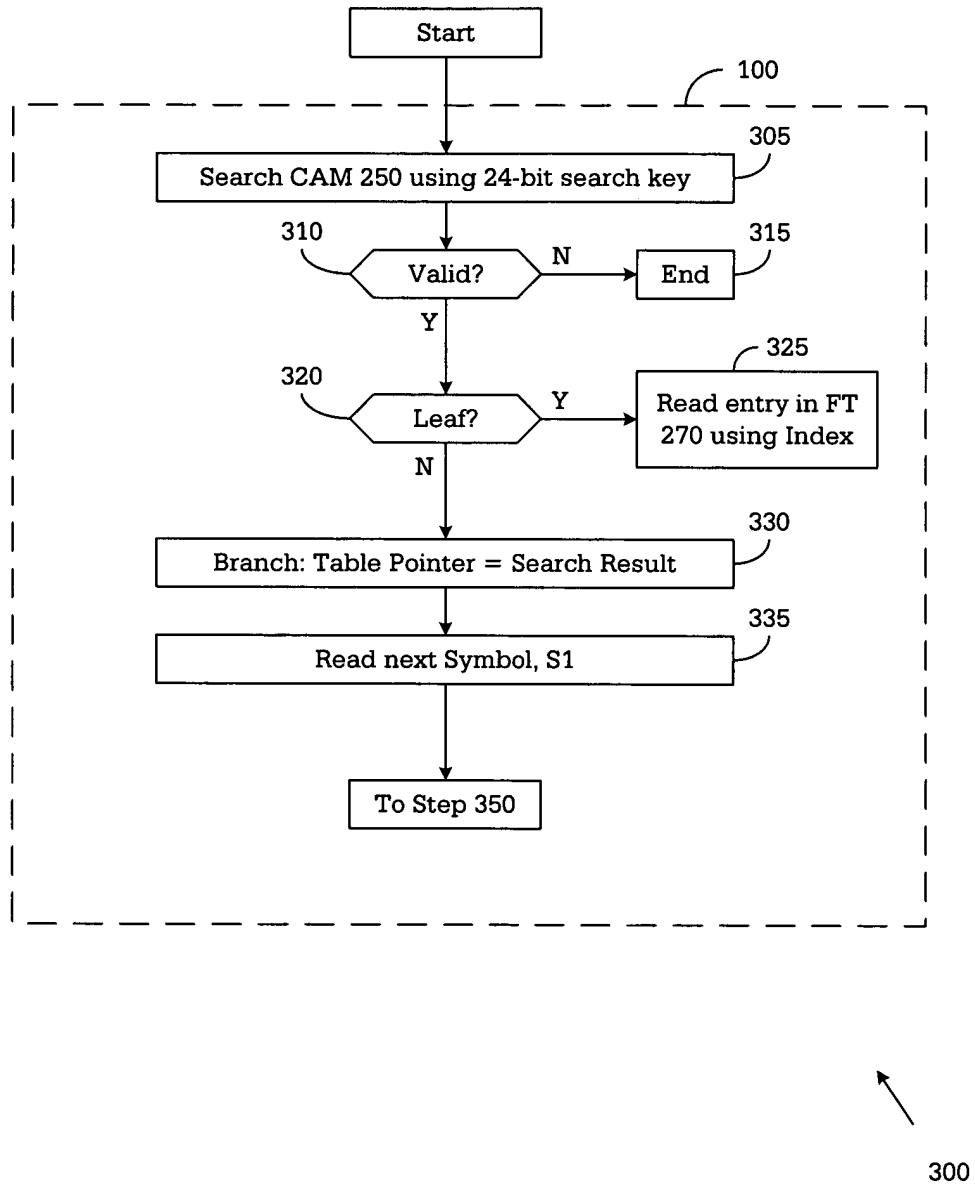 Start
100
305
Search CAM 250 using 24-bit search key
310
Valid?
N
315
End
Y
320
Leaf?
Y
325
Read entry in FT
270 using Index
N
330
Branch: Table Pointer = Search Result
335
Read next Symbol, S1
To Step 350
300